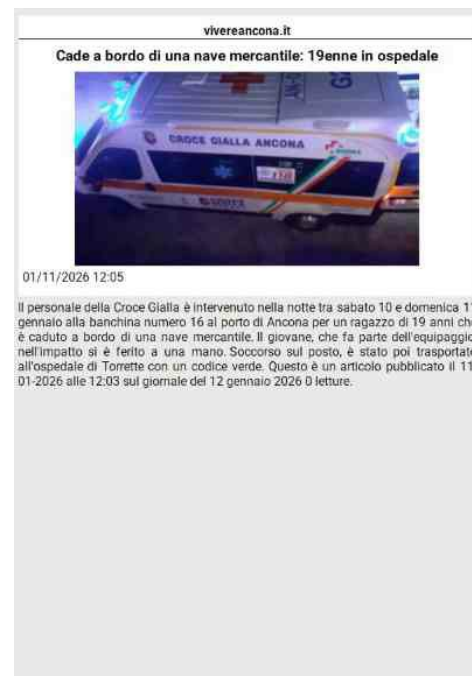 vivereancona.it
Cade a bordo di una nave mercantile: 19enne in ospedale
CROCE GIALLA ANCONA
118
01/11/2026 12:05
Il personale della Croce Gialla è intervenuto nella notte tra sabato 10 e domenica 1
gennaio alla banchina numero 16 al porto di Ancona per un ragazzo di 19 anni ch
è caduto a bordo di una nave mercantile. Il giovane, che fa parte dell'equipaggio
nell'impatto si è ferito a una mano. Soccorso sul posto, è stato poi trasportat
all'ospedale di Torrette con un codice verde. Questo è un articolo pubblicato il 11
01-2026 alle 12:03 sul giornale del 12 gennaio 2026 0 letture.